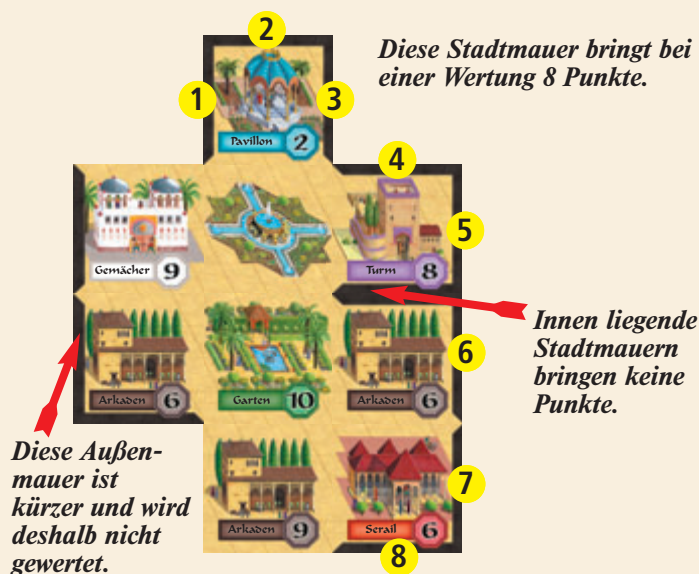 2
Diese Stadtmauer bringt bei
einer Wertung 8 Punkte.
1
3
Pavillon 2
4
5
Gemächer 9
Turm 8
Innen liegende
Stadtmauern
bringen keine
Punkte.
6
Arkaden 6
Garten 10
Arkaden 6
Diese Außen-
mauer ist
kürzer und wird
deshalb nicht
gewertet.
7
Arkaden 9
Serail 6
8